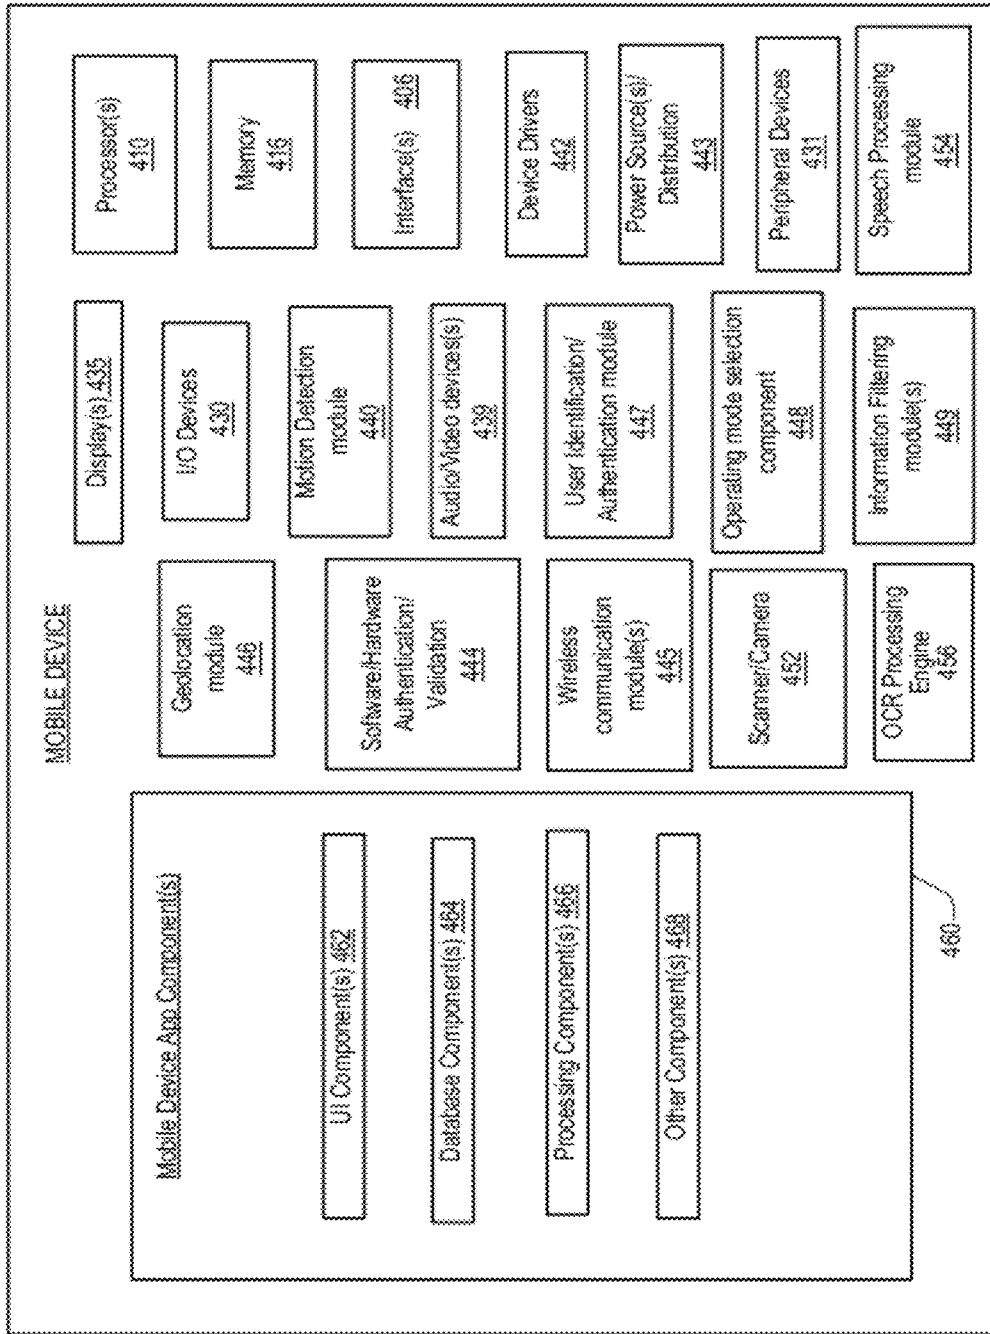 MOBILE DEVICE
Mobile Device App Component(s)
UI Component(s) 462
Database Component(s) 464
Processing Component(s) 466
Other Component(s) 468
460
Geolocation
module
446
Software/Hardware
Authentication/
Validation
444
Wireless
communication
module(s)
445
Scanner/Camera
452
OCR Processing
Engine
456
Display(s) 435
I/O Devices
430
Motion Detection
module
440
Audio/Video devices(s)
439
User Identification/
Authentication module
447
Operating mode selection
component
448
Information Filtering
module(s)
449
Processor(s)
410
Memory
416
Interface(s) 406
Device Drivers
442
Power Source(s)/
Distribution
443
Peripheral Devices
431
Speech Processing
module
454